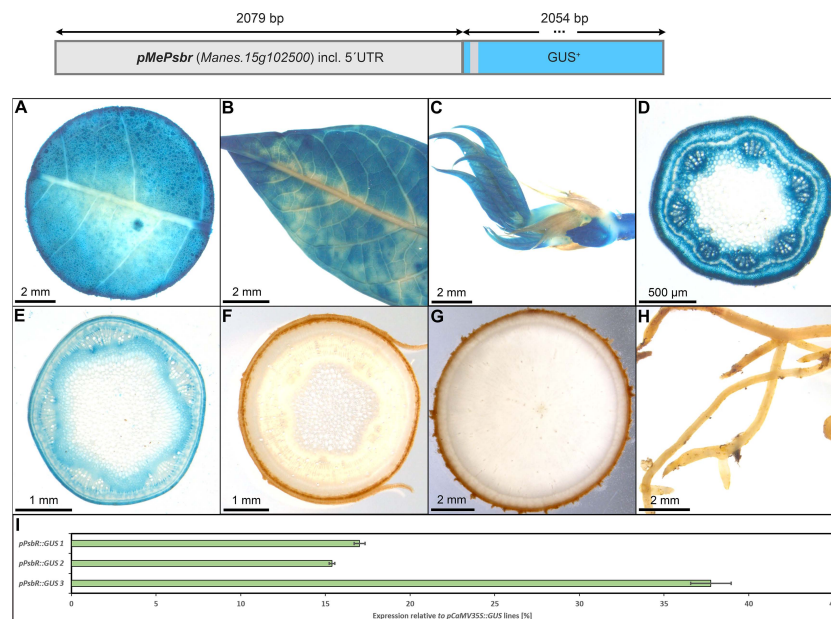 2079 bp
2054 bp
...
pMePsbr (Manes.15g102500) incl. 5´UTR
GUS⁺
A
B
C
D
2 mm
2 mm
2 mm
500 µm
E
F
G
H
1 mm
1 mm
2 mm
2 mm
I
pPsbR::GUS 1
pPsbR::GUS 2
pPsbR::GUS 3
0 5 10 15 20 25 30 35 40
Expression relative to pCaMV35S::GUS lines [%]